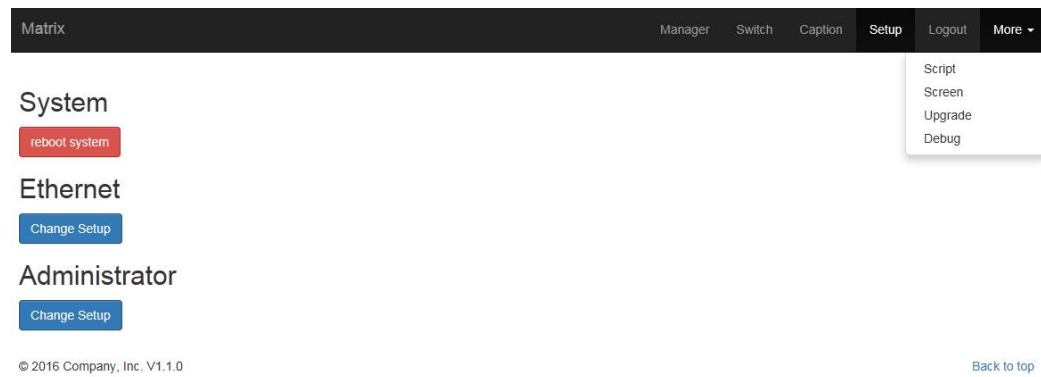 Matrix Manager Switch Caption Setup Logout More
Script
Screen
Upgrade
Debug
System
reboot system
Ethernet
Change Setup
Administrator
Change Setup
© 2016 Company, Inc. V1.1.0 Back to top